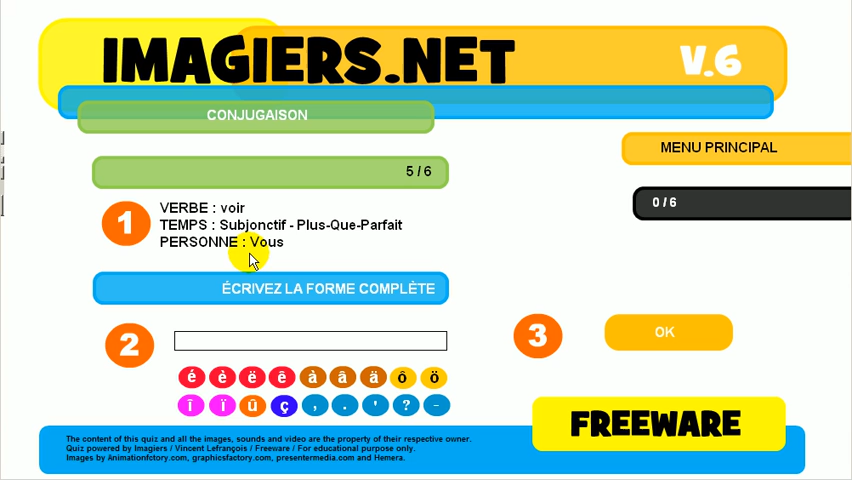 IMAGIERS.NET
V.6
CONJUGAISON
MENU PRINCIPAL
5 / 6
0 / 6
1
VERBE : voir
TEMPS : Subjonctif - Plus-Que-Parfait
PERSONNE : Vous
ÉCRIVEZ LA FORME COMPLÈTE
2
3
OK
é è ë ê à â ä ô ö
î ï û ç , . ' ? -
FREEWARE
The content of this quiz and all the images, sounds and video are the property of their respective owner.
Quiz powered by Imagiers / Vincent Lefrançois / Freeware / For educational purpose only.
Images by Animationfctory.com, graphicsfactory.com, presentermedia.com and Hemera.